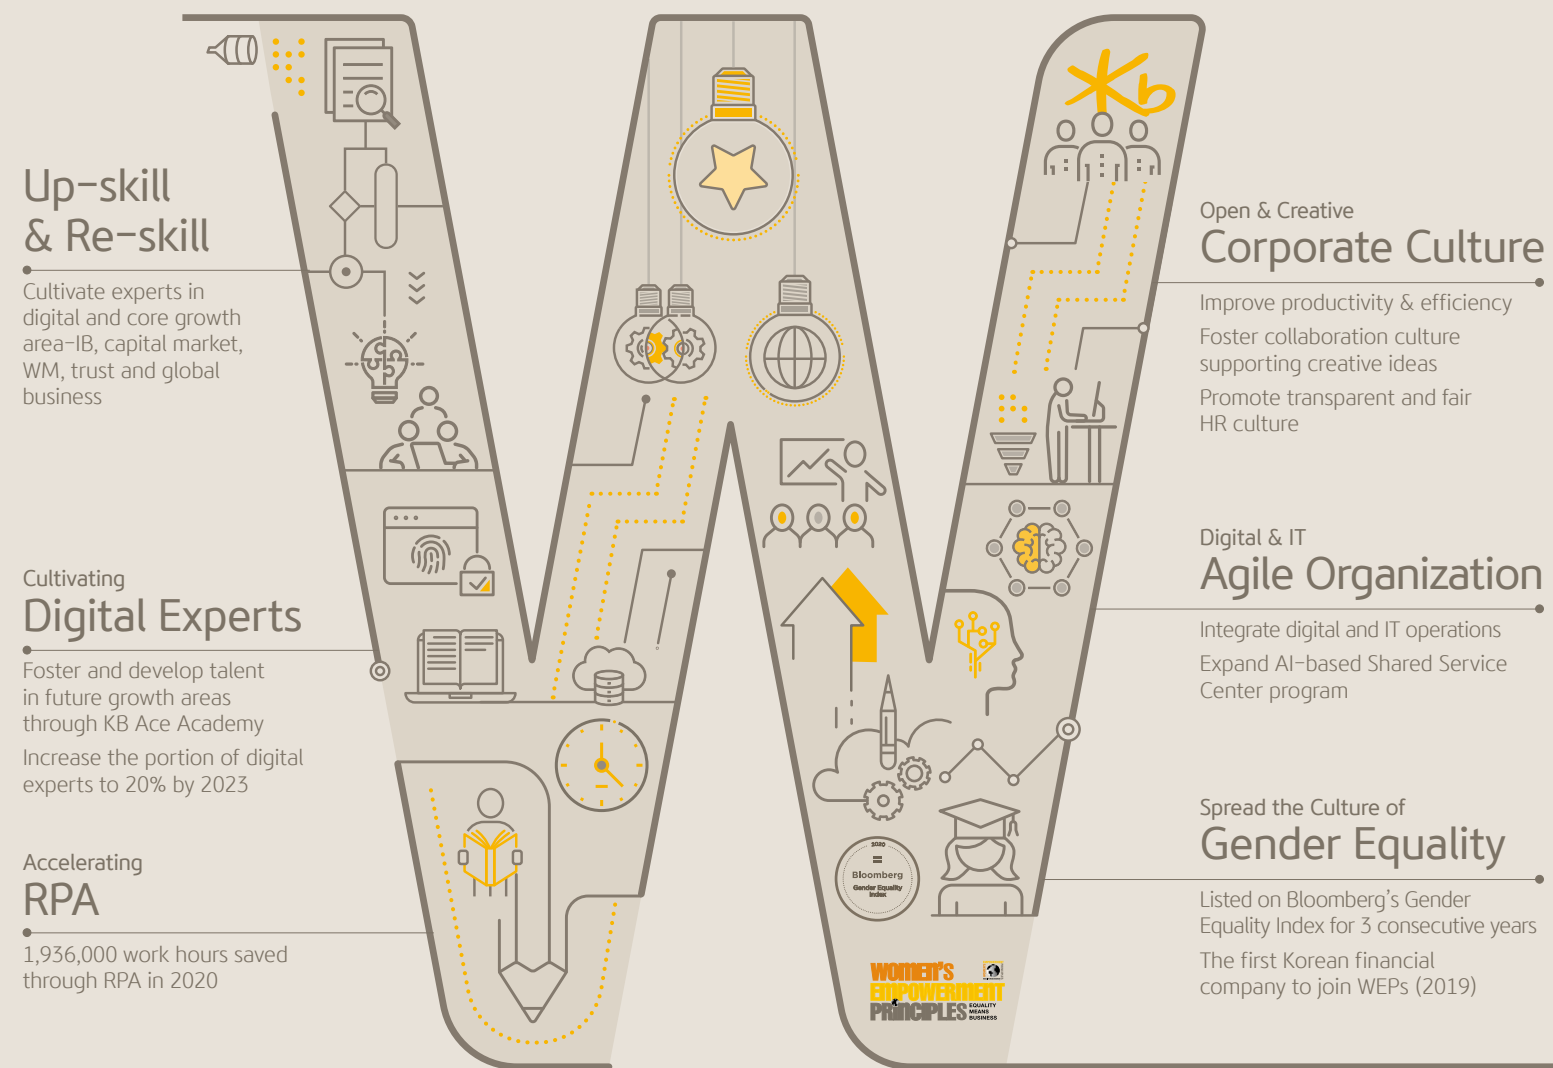 Up-skill
& Re-skill
Cultivate experts in
digital and core growth
area-IB, capital market,
WM, trust and global
business
Cultivating
Digital Experts
Foster and develop talent
in future growth areas
through KB Ace Academy
Increase the portion of digital
experts to 20% by 2023
Accelerating
RPA
1,936,000 work hours saved
through RPA in 2020
Kb
2020
Bloomberg
Gender Equality
Index
WOMEN'S
EMPOWERMENT
PRINCIPLES
EQUALITY
MEANS
BUSINESS
Open & Creative
Corporate Culture
Improve productivity & efficiency
Foster collaboration culture
supporting creative ideas
Promote transparent and fair
HR culture
Digital & IT
Agile Organization
Integrate digital and IT operations
Expand AI-based Shared Service
Center program
Spread the Culture of
Gender Equality
Listed on Bloomberg's Gender
Equality Index for 3 consecutive years
The first Korean financial
company to join WEPs (2019)